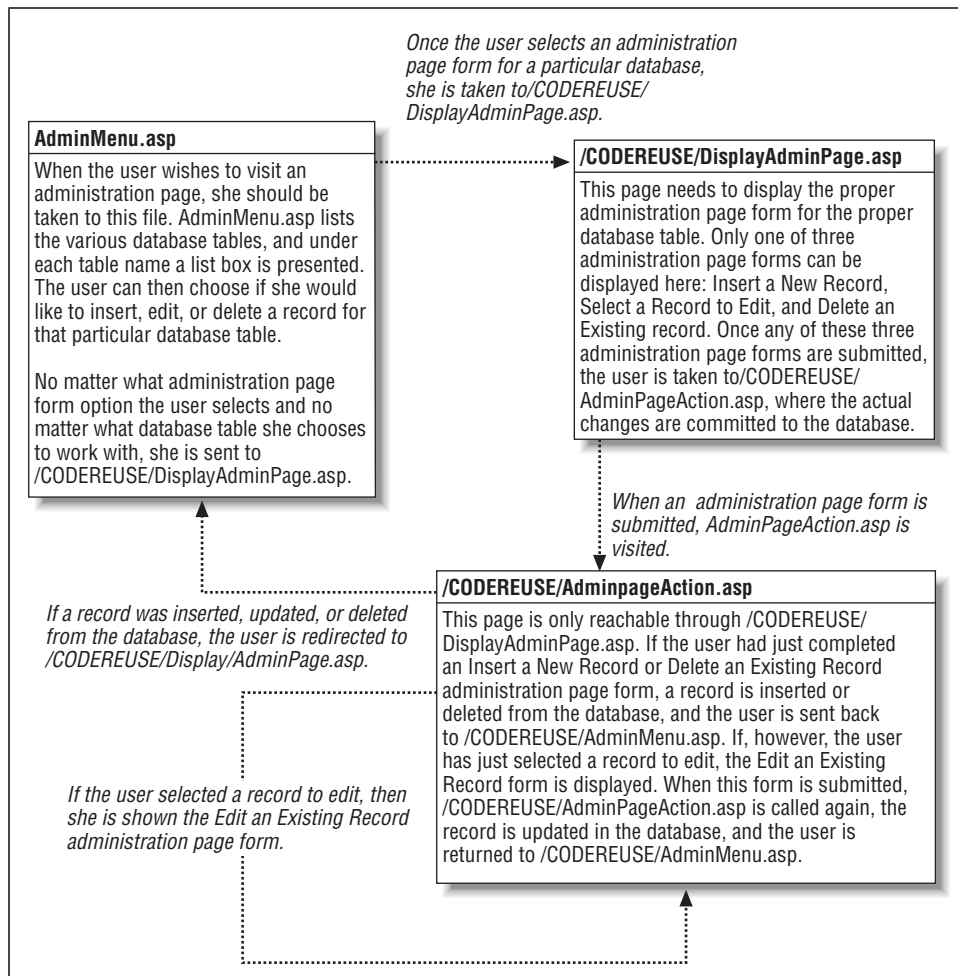 Once the user selects an administration
page form for a particular database,
she is taken to/CODEREUSE/
DisplayAdminPage.asp.
AdminMenu.asp
When the user wishes to visit an
administration page, she should be
taken to this file. AdminMenu.asp lists
the various database tables, and under
each table name a list box is presented.
The user can then choose if she would
like to insert, edit, or delete a record for
that particular database table.
No matter what administration page
form option the user selects and no
matter what database table she chooses
to work with, she is sent to
/CODEREUSE/DisplayAdminPage.asp.
/CODEREUSE/DisplayAdminPage.asp
This page needs to display the proper
administration page form for the proper
database table. Only one of three
administration page forms can be
displayed here: Insert a New Record,
Select a Record to Edit, and Delete an
Existing record. Once any of these three
administration page forms are submitted,
the user is taken to/CODEREUSE/
AdminPageAction.asp, where the actual
changes are committed to the database.
When an administration page form is
submitted, AdminPageAction.asp is
visited.
/CODEREUSE/AdminpageAction.asp
This page is only reachable through /CODEREUSE/
DisplayAdminPage.asp. If the user had just completed
an Insert a New Record or Delete an Existing Record
administration page form, a record is inserted or
deleted from the database, and the user is sent back
to /CODEREUSE/AdminMenu.asp. If, however, the user
has just selected a record to edit, the Edit an Existing
Record form is displayed. When this form is submitted,
/CODEREUSE/AdminPageAction.asp is called again, the
record is updated in the database, and the user is
returned to /CODEREUSE/AdminMenu.asp.
If a record was inserted, updated, or deleted
from the database, the user is redirected to
/CODEREUSE/Display/AdminPage.asp.
If the user selected a record to edit, then
she is shown the Edit an Existing Record
administration page form.